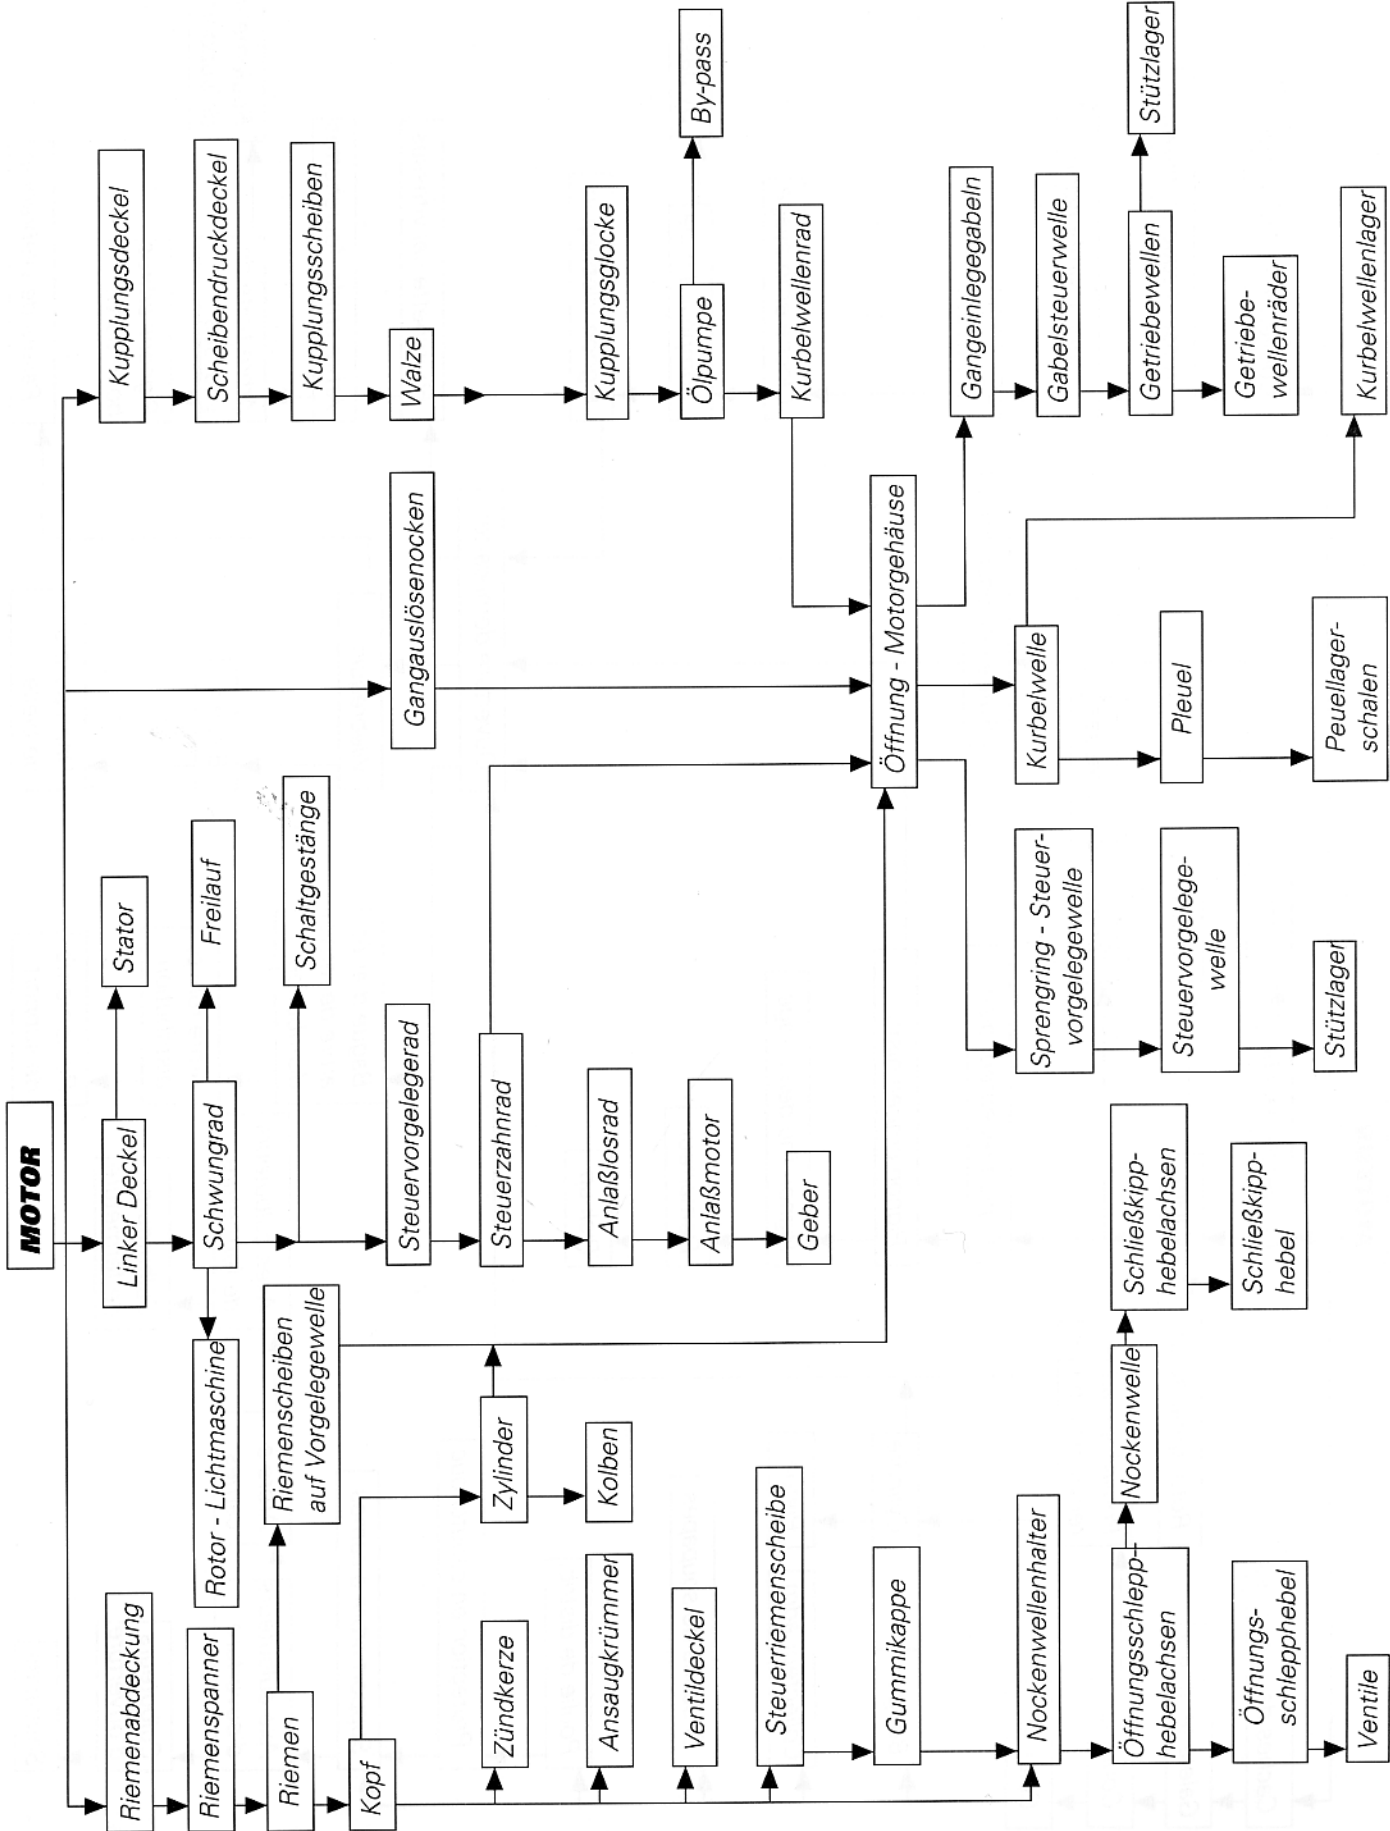 MOTOR
Riemenabdeckung
Linker Deckel
Stator
Kupplungsdeckel
Riemenspanner
Rotor - Lichtmaschine
Schwungrad
Freilauf
Scheibendruckdeckel
Riemen
Riemenscheiben
auf Vorgelegewelle
Schaltgestänge
Kupplungsscheiben
Kopf
Steuervorgelegerad
Gangauslösenocken
Walze
Zündkerze
Zylinder
Steuerzahnrad
Ansaugkrümmer
Kolben
Anlaßlosrad
Kupplungsglocke
Ventildeckel
Anlaßmotor
Ölpumpe
By-pass
Steuerriemenscheibe
Geber
Kurbelwellenrad
Gummikappe
Öffnung - Motorgehäuse
Gangeinlegegabeln
Nockenwellenhalter
Sprengring - Steuer-
vorgelegewelle
Kurbelwelle
Gabelsteuerwelle
Öffnungsschlepp-
hebelachsen
Nockenwelle
Schließkipp-
hebelachsen
Getriebewellen
Stützlager
Steuervorgelege-
welle
Pleuel
Öffnungs-
schlepphebel
Schließkipp-
hebel
Getriebe-
wellenräder
Ventile
Stützlager
Peuellager-
schalen
Kurbelwellenlager